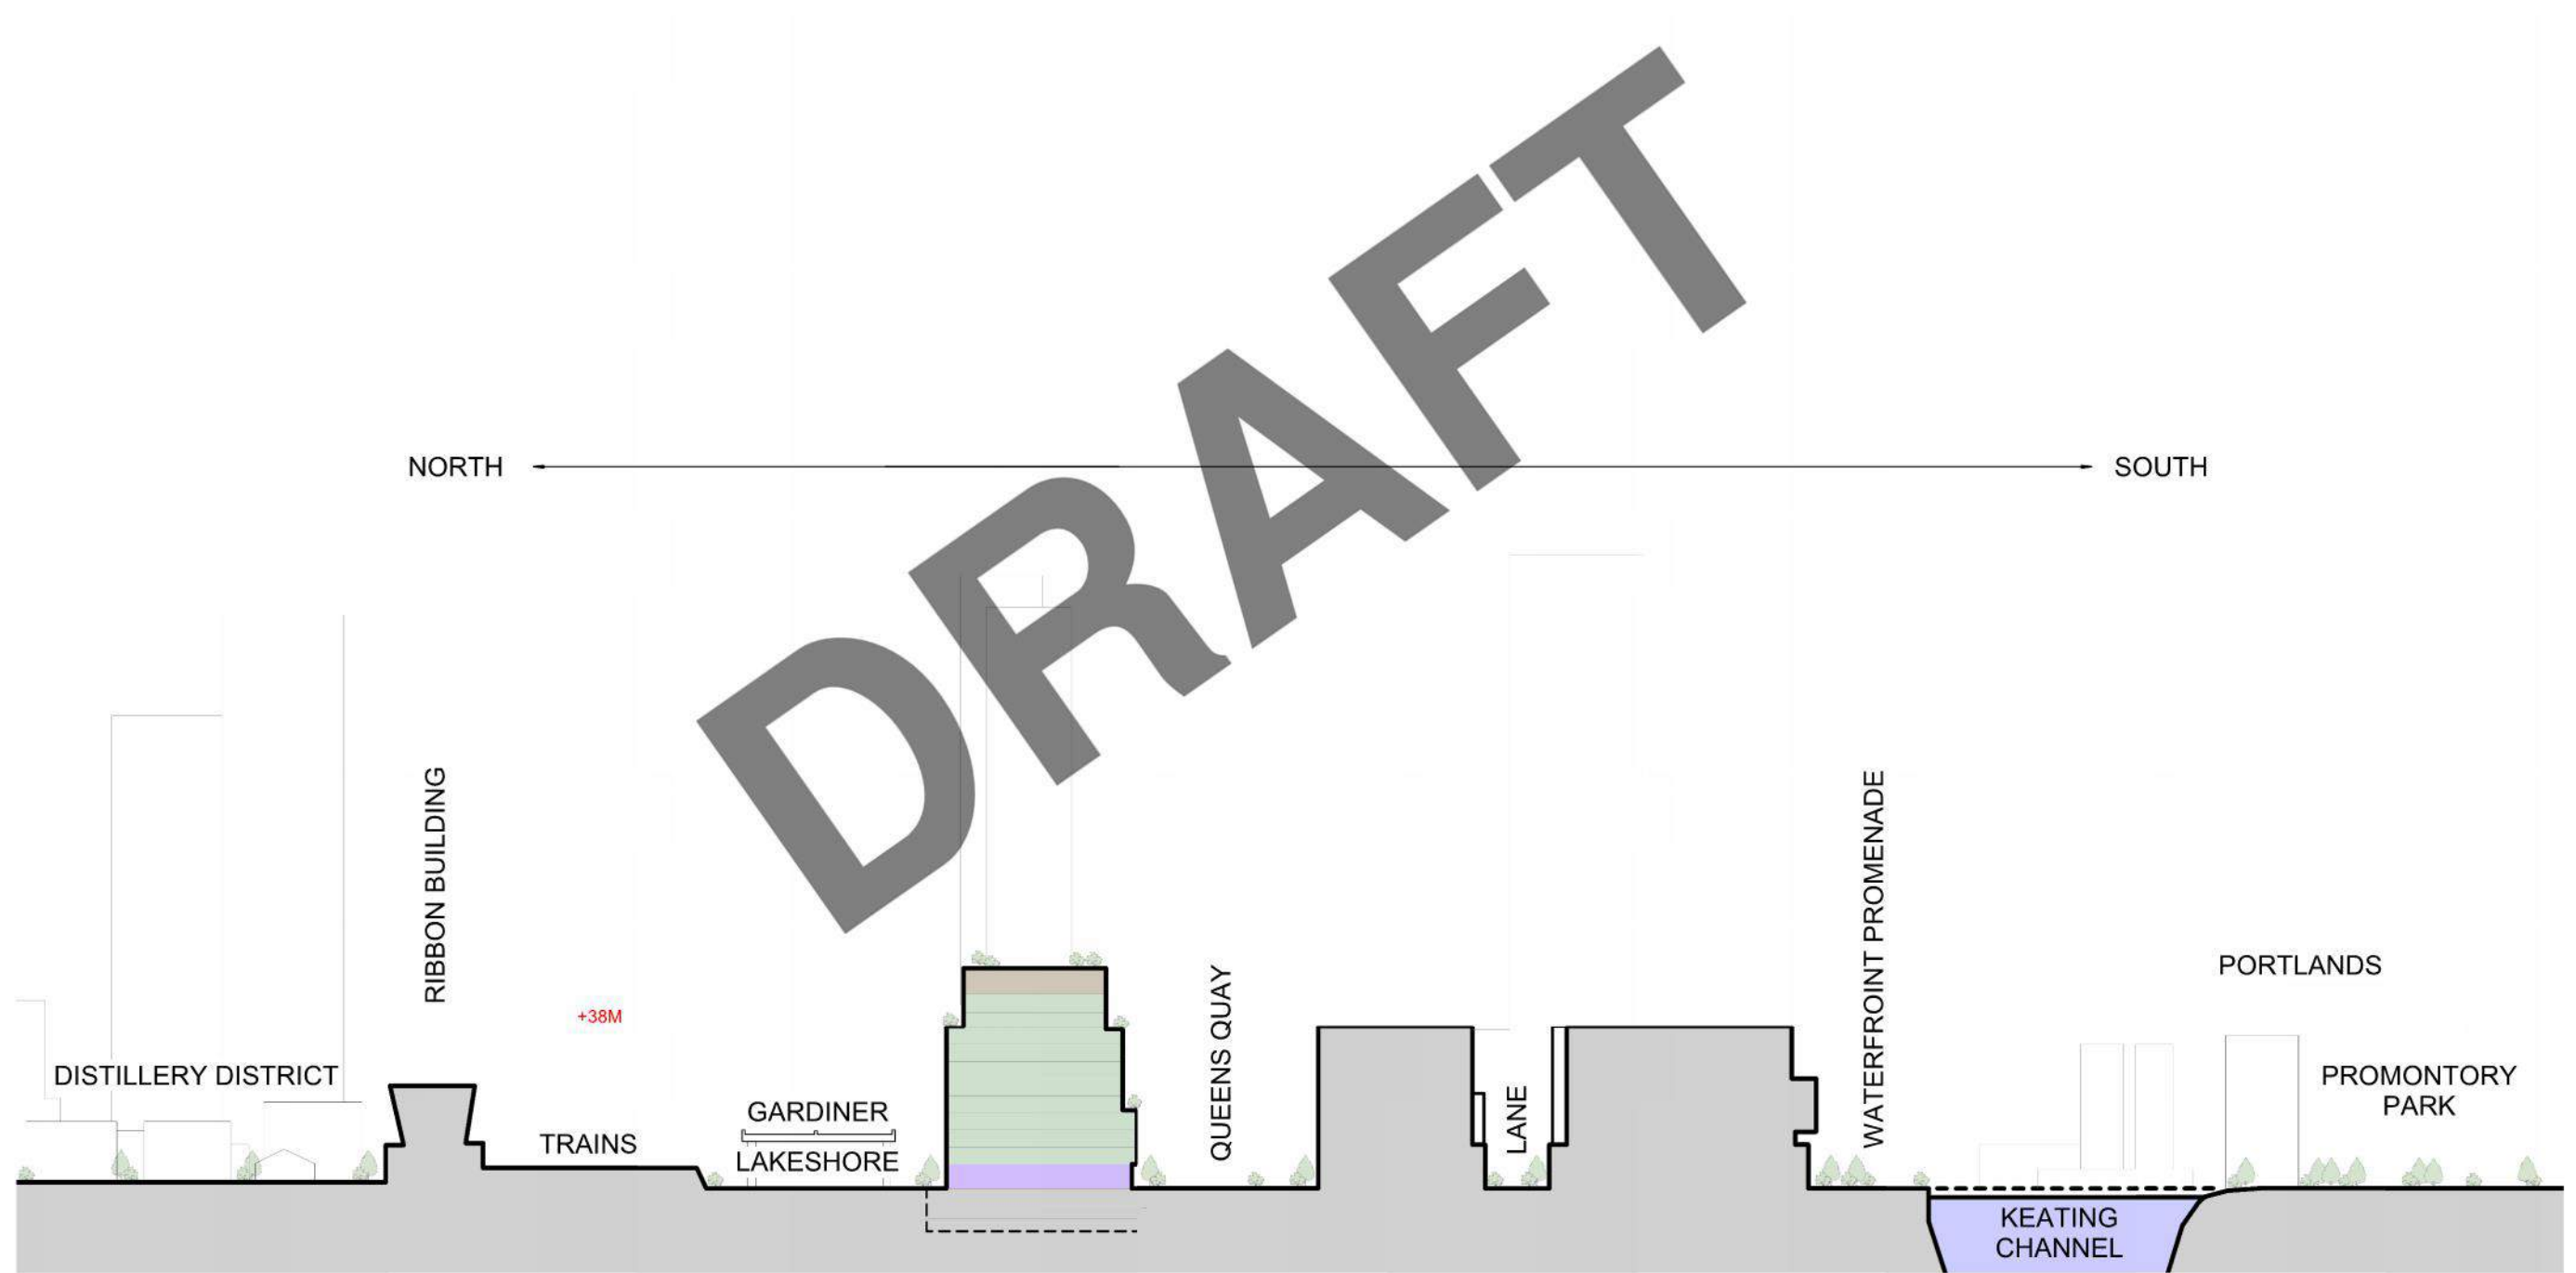 DRAFT
NORTH
SOUTH
RIBBON BUILDING
WATERFROINT PROMENADE
QUEENS QUAY
PORTLANDS
+38M
DISTILLERY DISTRICT
PROMONTORY
PARK
GARDINER
LANE
TRAINS
LAKESHORE
KEATING
CHANNEL